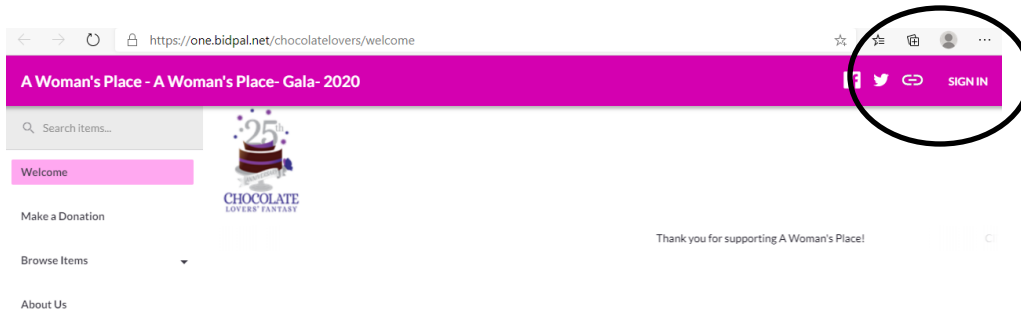 https://one.bidpal.net/chocolatelovers/welcome
A Woman's Place - A Woman's Place- Gala- 2020
SIGN IN
Search items...
Welcome
Make a Donation
Browse Items
About Us
25th
CHOCOLATE
LOVERS' FANTASY
Thank you for supporting A Woman's Place!